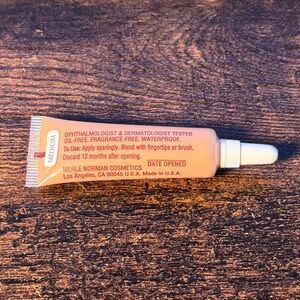 MEDIUM
OPHTHALMOLOGIST & DERMATOLOGIST TESTED
OIL-FREE. FRAGRANCE-FREE. WATERPROOF.
To Use: Apply sparingly. Blend with fingertips or brush.
Discard 12 months after opening.
DATE OPENED
MERLE NORMAN COSMETICS
Los Angeles, CA 90045 U.S.A. Made in U.S.A.